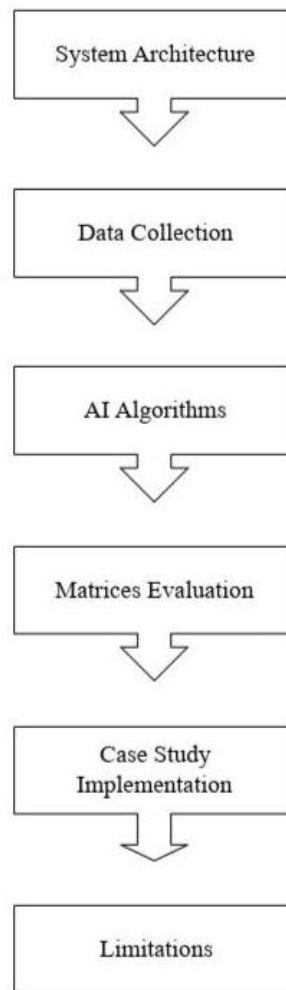 System Architecture
Data Collection
AI Algorithms
Matrices Evaluation
Case Study
Implementation
Limitations